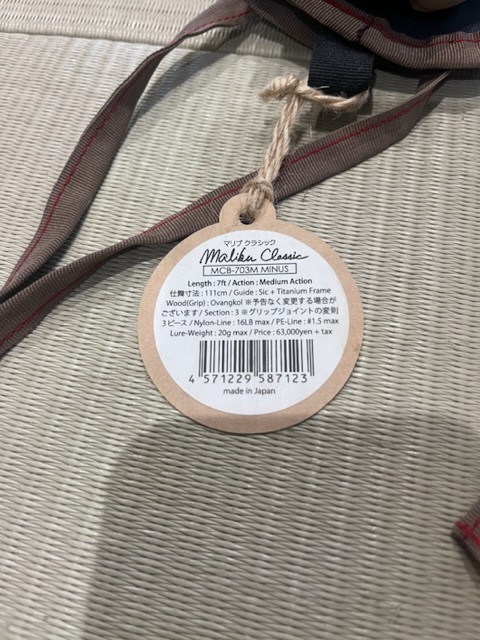 マリブ クラシック
Malibu Classic
MCB-703M MINUS
Length : 7ft / Action : Medium Action
仕舞寸法 : 111cm / Guide : Sic + Titanium Frame
Wood(Grip) : Ovangkol ※予告なく変更する場合が
ございます / Section : 3 ※グリップジョイントの変則
3ピース / Nylon-Line : 16LB max / PE-Line : #1.5 max
Lure-Weight : 20g max / Price : 63,000yen + tax
4 571229 587123
made in Japan